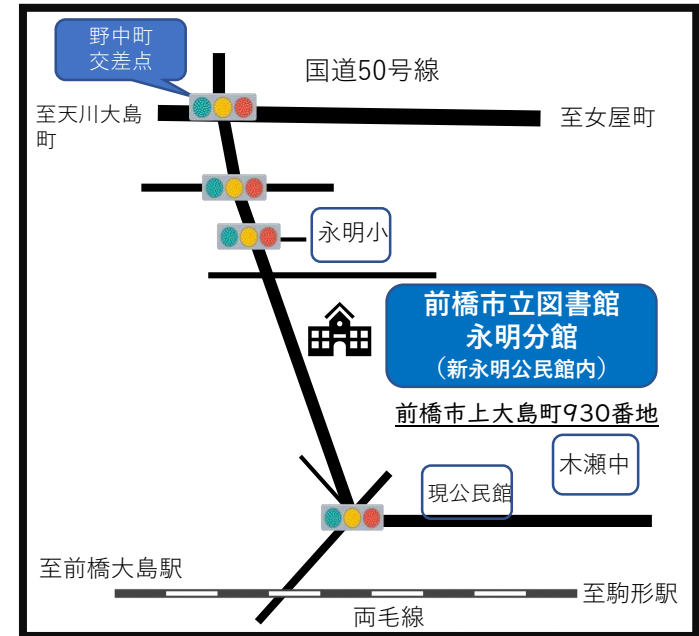 野中町
交差点
国道50号線
至天川大島
町
至女屋町
永明小
前橋市立図書館
永明分館
(新永明公民館内)
前橋市上大島町930番地
木瀬中
現公民館
至前橋大島駅
至駒形駅
両毛線